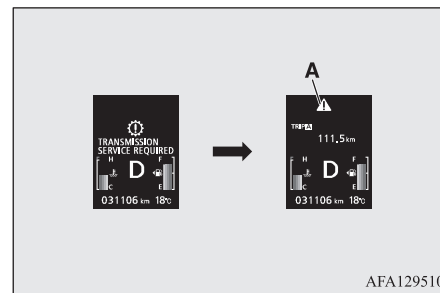 A
TRANSMISSION
SERVICE REQUIRED
H F
D
C E
031106 km 18°C
TRIP A
111.5 km
H F
D
C E
031106 km 18°C
AFA129510